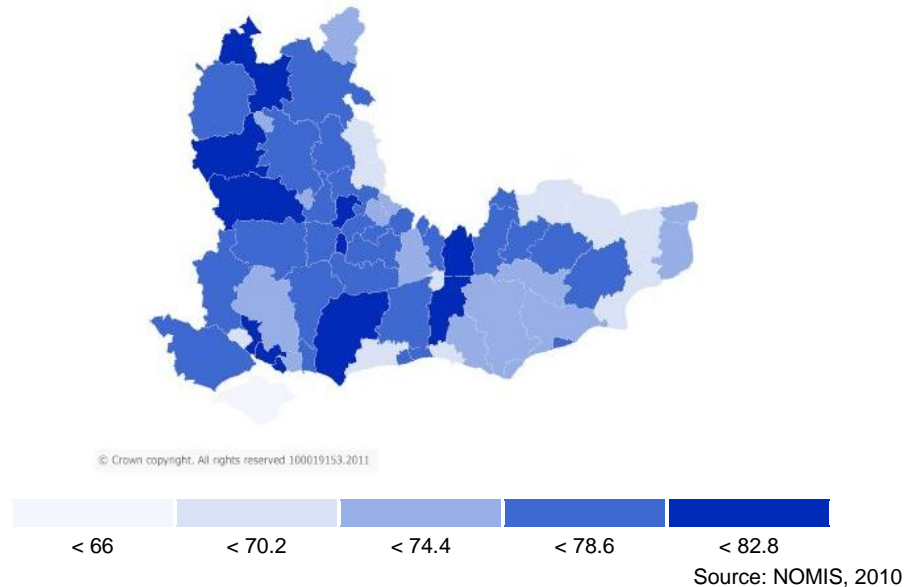 © Crown copyright. All rights reserved 100019153.2011
< 66 < 70.2 < 74.4 < 78.6 < 82.8
Source: NOMIS, 2010